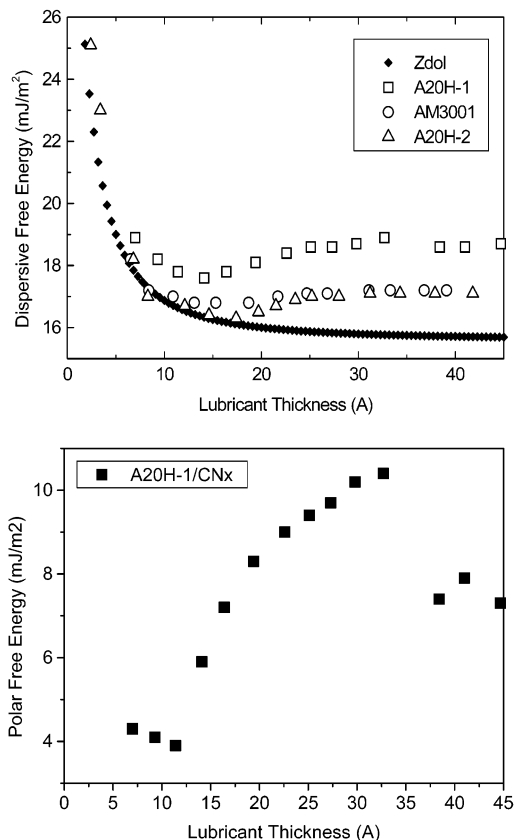 26
24
22
20
18
16
Dispersive Free Energy (mJ/m²)
Zdol
A20H-1
AM3001
A20H-2
0 10 20 30 40
Lubricant Thickness (A)
10
8
6
4
Polar Free Energy (mJ/m2)
A20H-1/CNx
0 5 10 15 20 25 30 35 40 45
Lubricant Thickness (A)